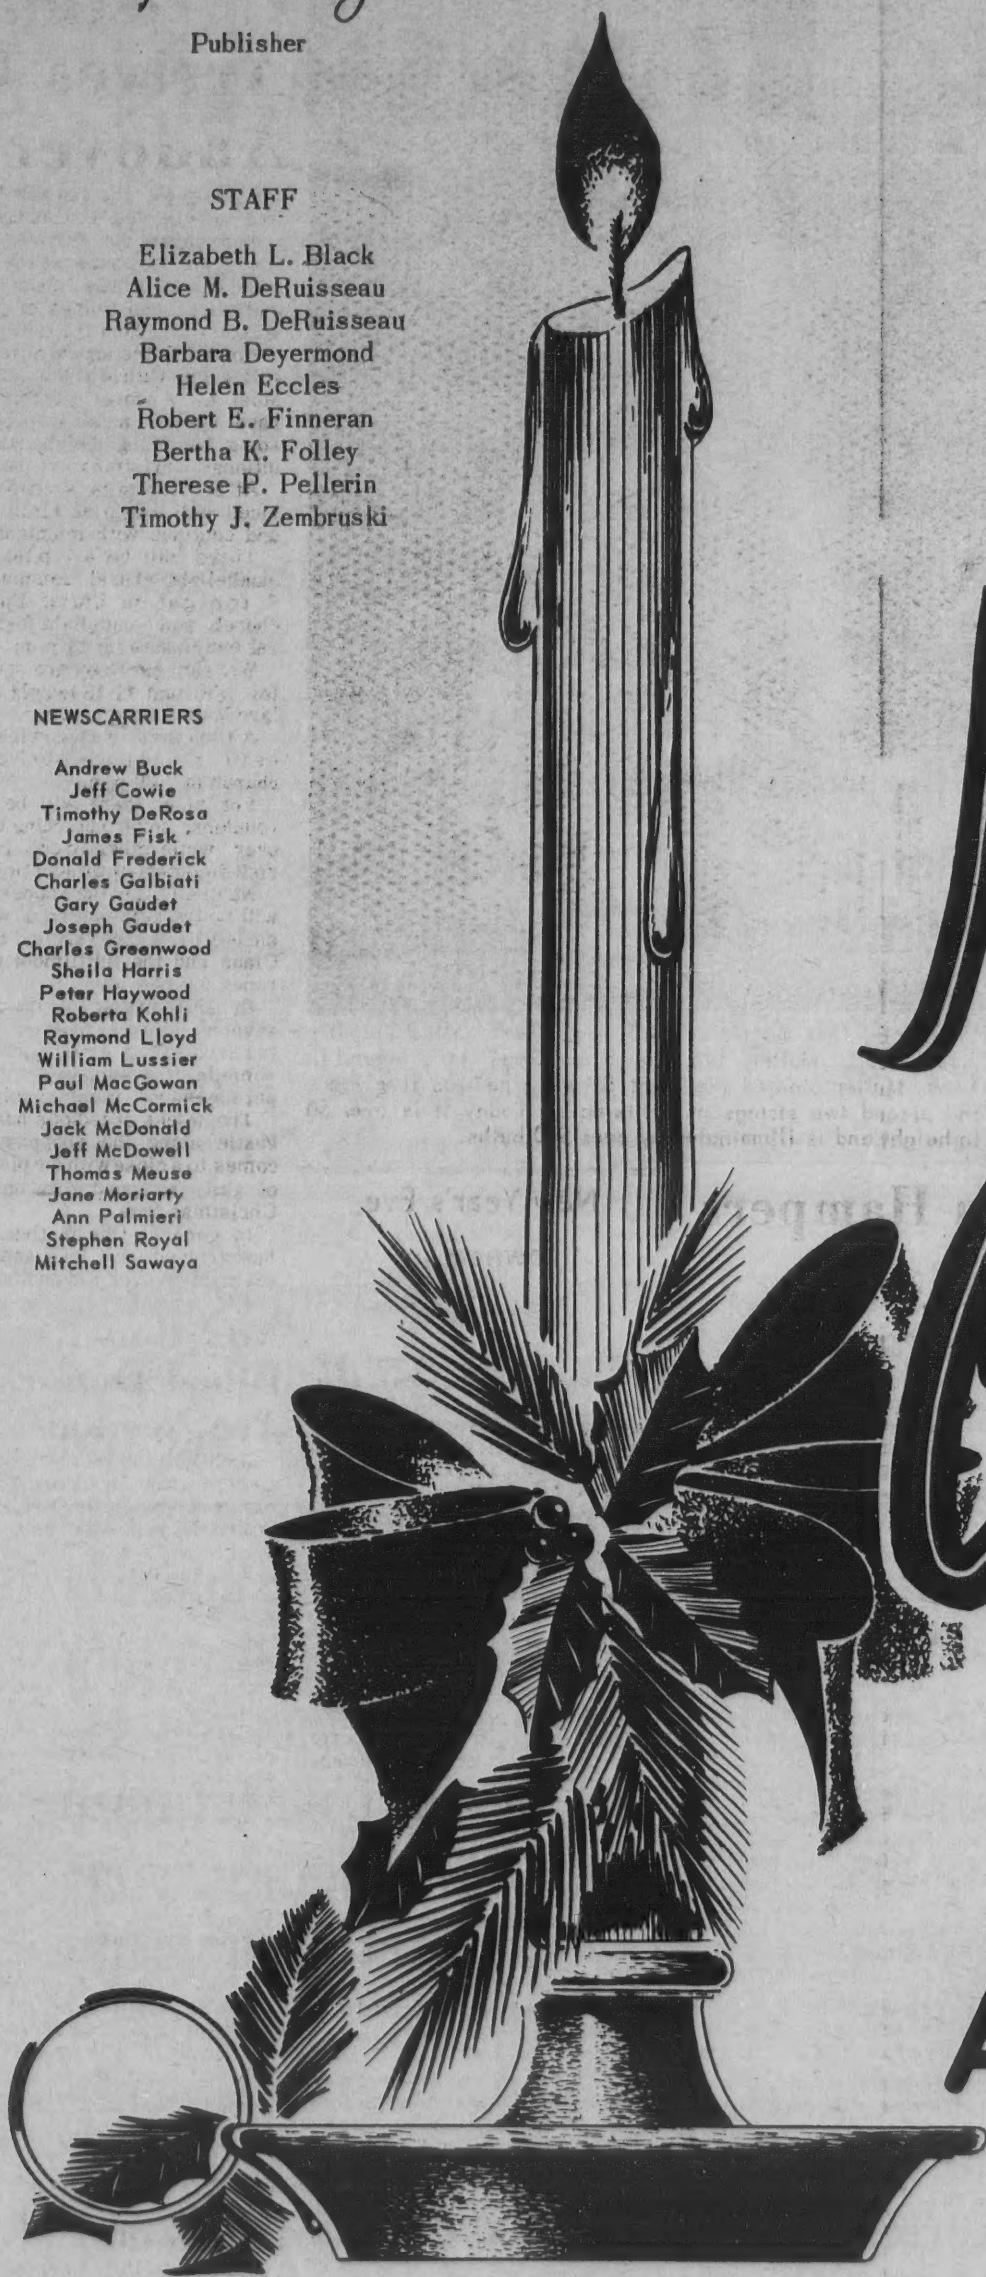 Publisher
STAFF
Elizabeth L. Black
Alice M. DeRuisseau
Raymond B. DeRuisseau
Barbara Deyermond
Helen Eccles
Robert E. Finneran
Bertha K. Folley
Therese P. Pellerin
Timothy J. Zembruski
NEWSCARRIERS
Andrew Buck
Jeff Cowie
Timothy DeRosa
James Fisk
Donald Frederick
Charles Galbiati
Gary Gaudet
Joseph Gaudet
Charles Greenwood
Sheila Harris
Peter Haywood
Roberta Kohli
Raymond Lloyd
William Lussier
Paul MacGowan
Michael McCormick
Jack McDonald
Jeff McDowell
Thomas Meuse
Jane Moriarty
Ann Palmieri
Stephen Royal
Mitchell Sawaya